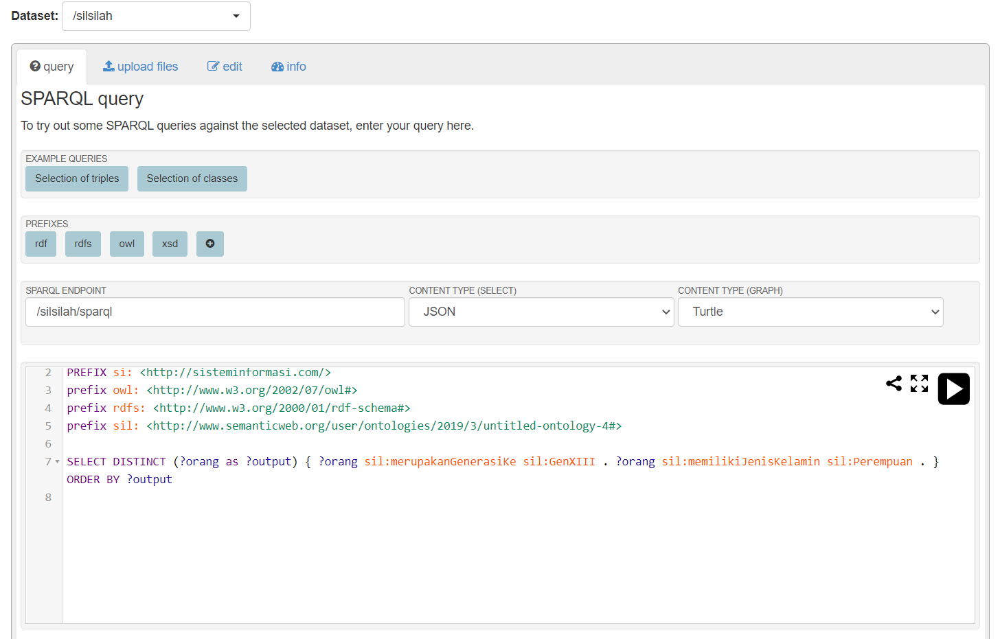 Dataset: /silsilah
query upload files edit info
SPARQL query
To try out some SPARQL queries against the selected dataset, enter your query here.
EXAMPLE QUERIES
Selection of triples Selection of classes
PREFIXES
rdf rdfs owl xsd
SPARQL ENDPOINT CONTENT TYPE (SELECT) CONTENT TYPE (GRAPH)
/silsilah/sparql JSON Turtle
2 PREFIX si: <http://sisteminformasi.com/>
3 prefix owl: <http://www.w3.org/2002/07/owl#>
4 prefix rdfs: <http://www.w3.org/2000/01/rdf-schema#>
5 prefix sil: <http://www.semanticweb.org/user/ontologies/2019/3/untitled-ontology-4#>
6
7 SELECT DISTINCT (?orang as ?output) { ?orang sil:merupakanGenerasiKe sil:GenXIII . ?orang sil:memilikiJenisKelamin sil:Perempuan . }
ORDER BY ?output
8